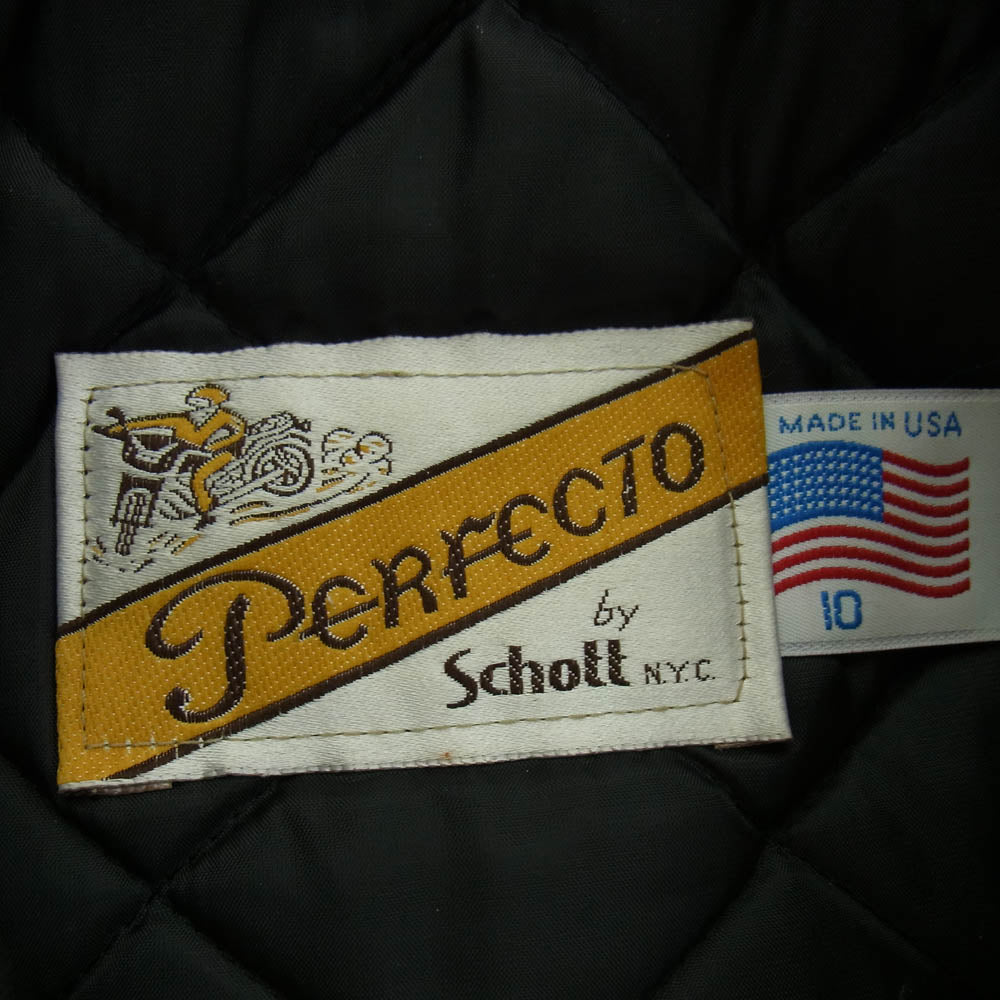 PERFECTO
by
Schott N.Y.C.
MADE IN USA
10